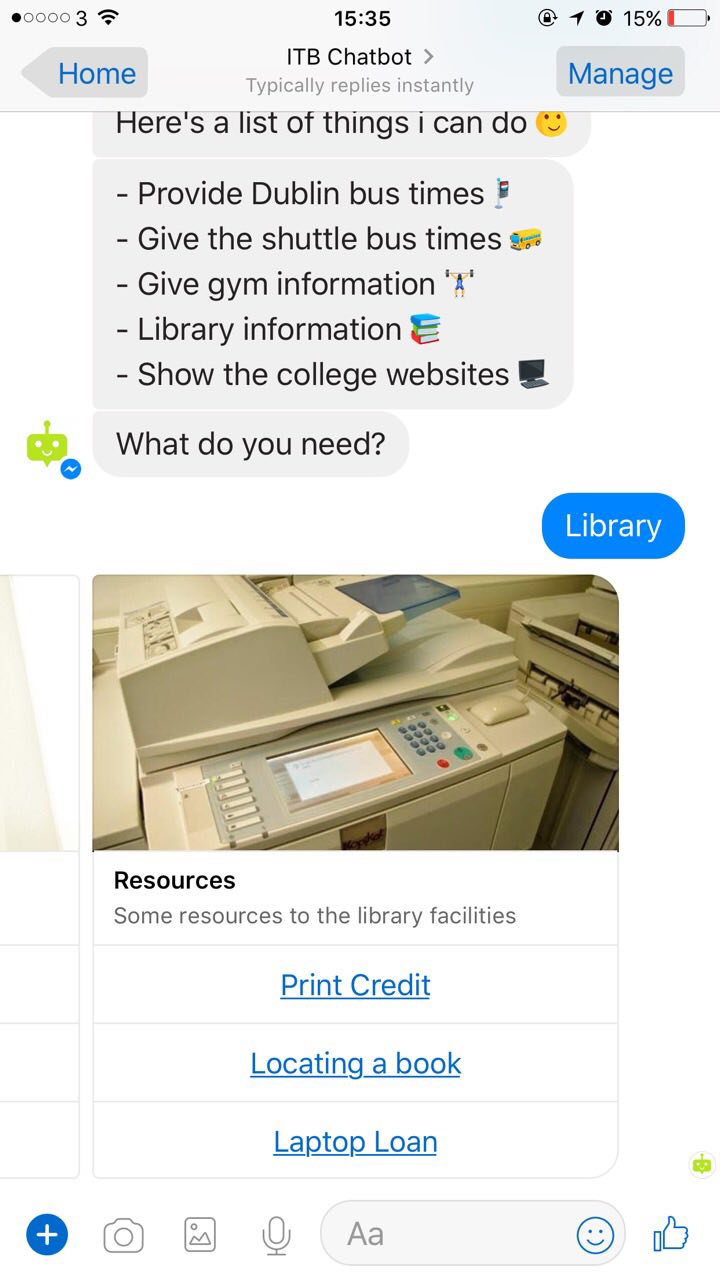 3 15:35 15%
Home ITB Chatbot Manage
Typically replies instantly
Here's a list of things i can do 🙂
- Provide Dublin bus times 🚏
- Give the shuttle bus times 🚌
- Give gym information 🏋
- Library information 📚
- Show the college websites 🖥
What do you need?
Library
Resources
Some resources to the library facilities
Print Credit
Locating a book
Laptop Loan
Aa